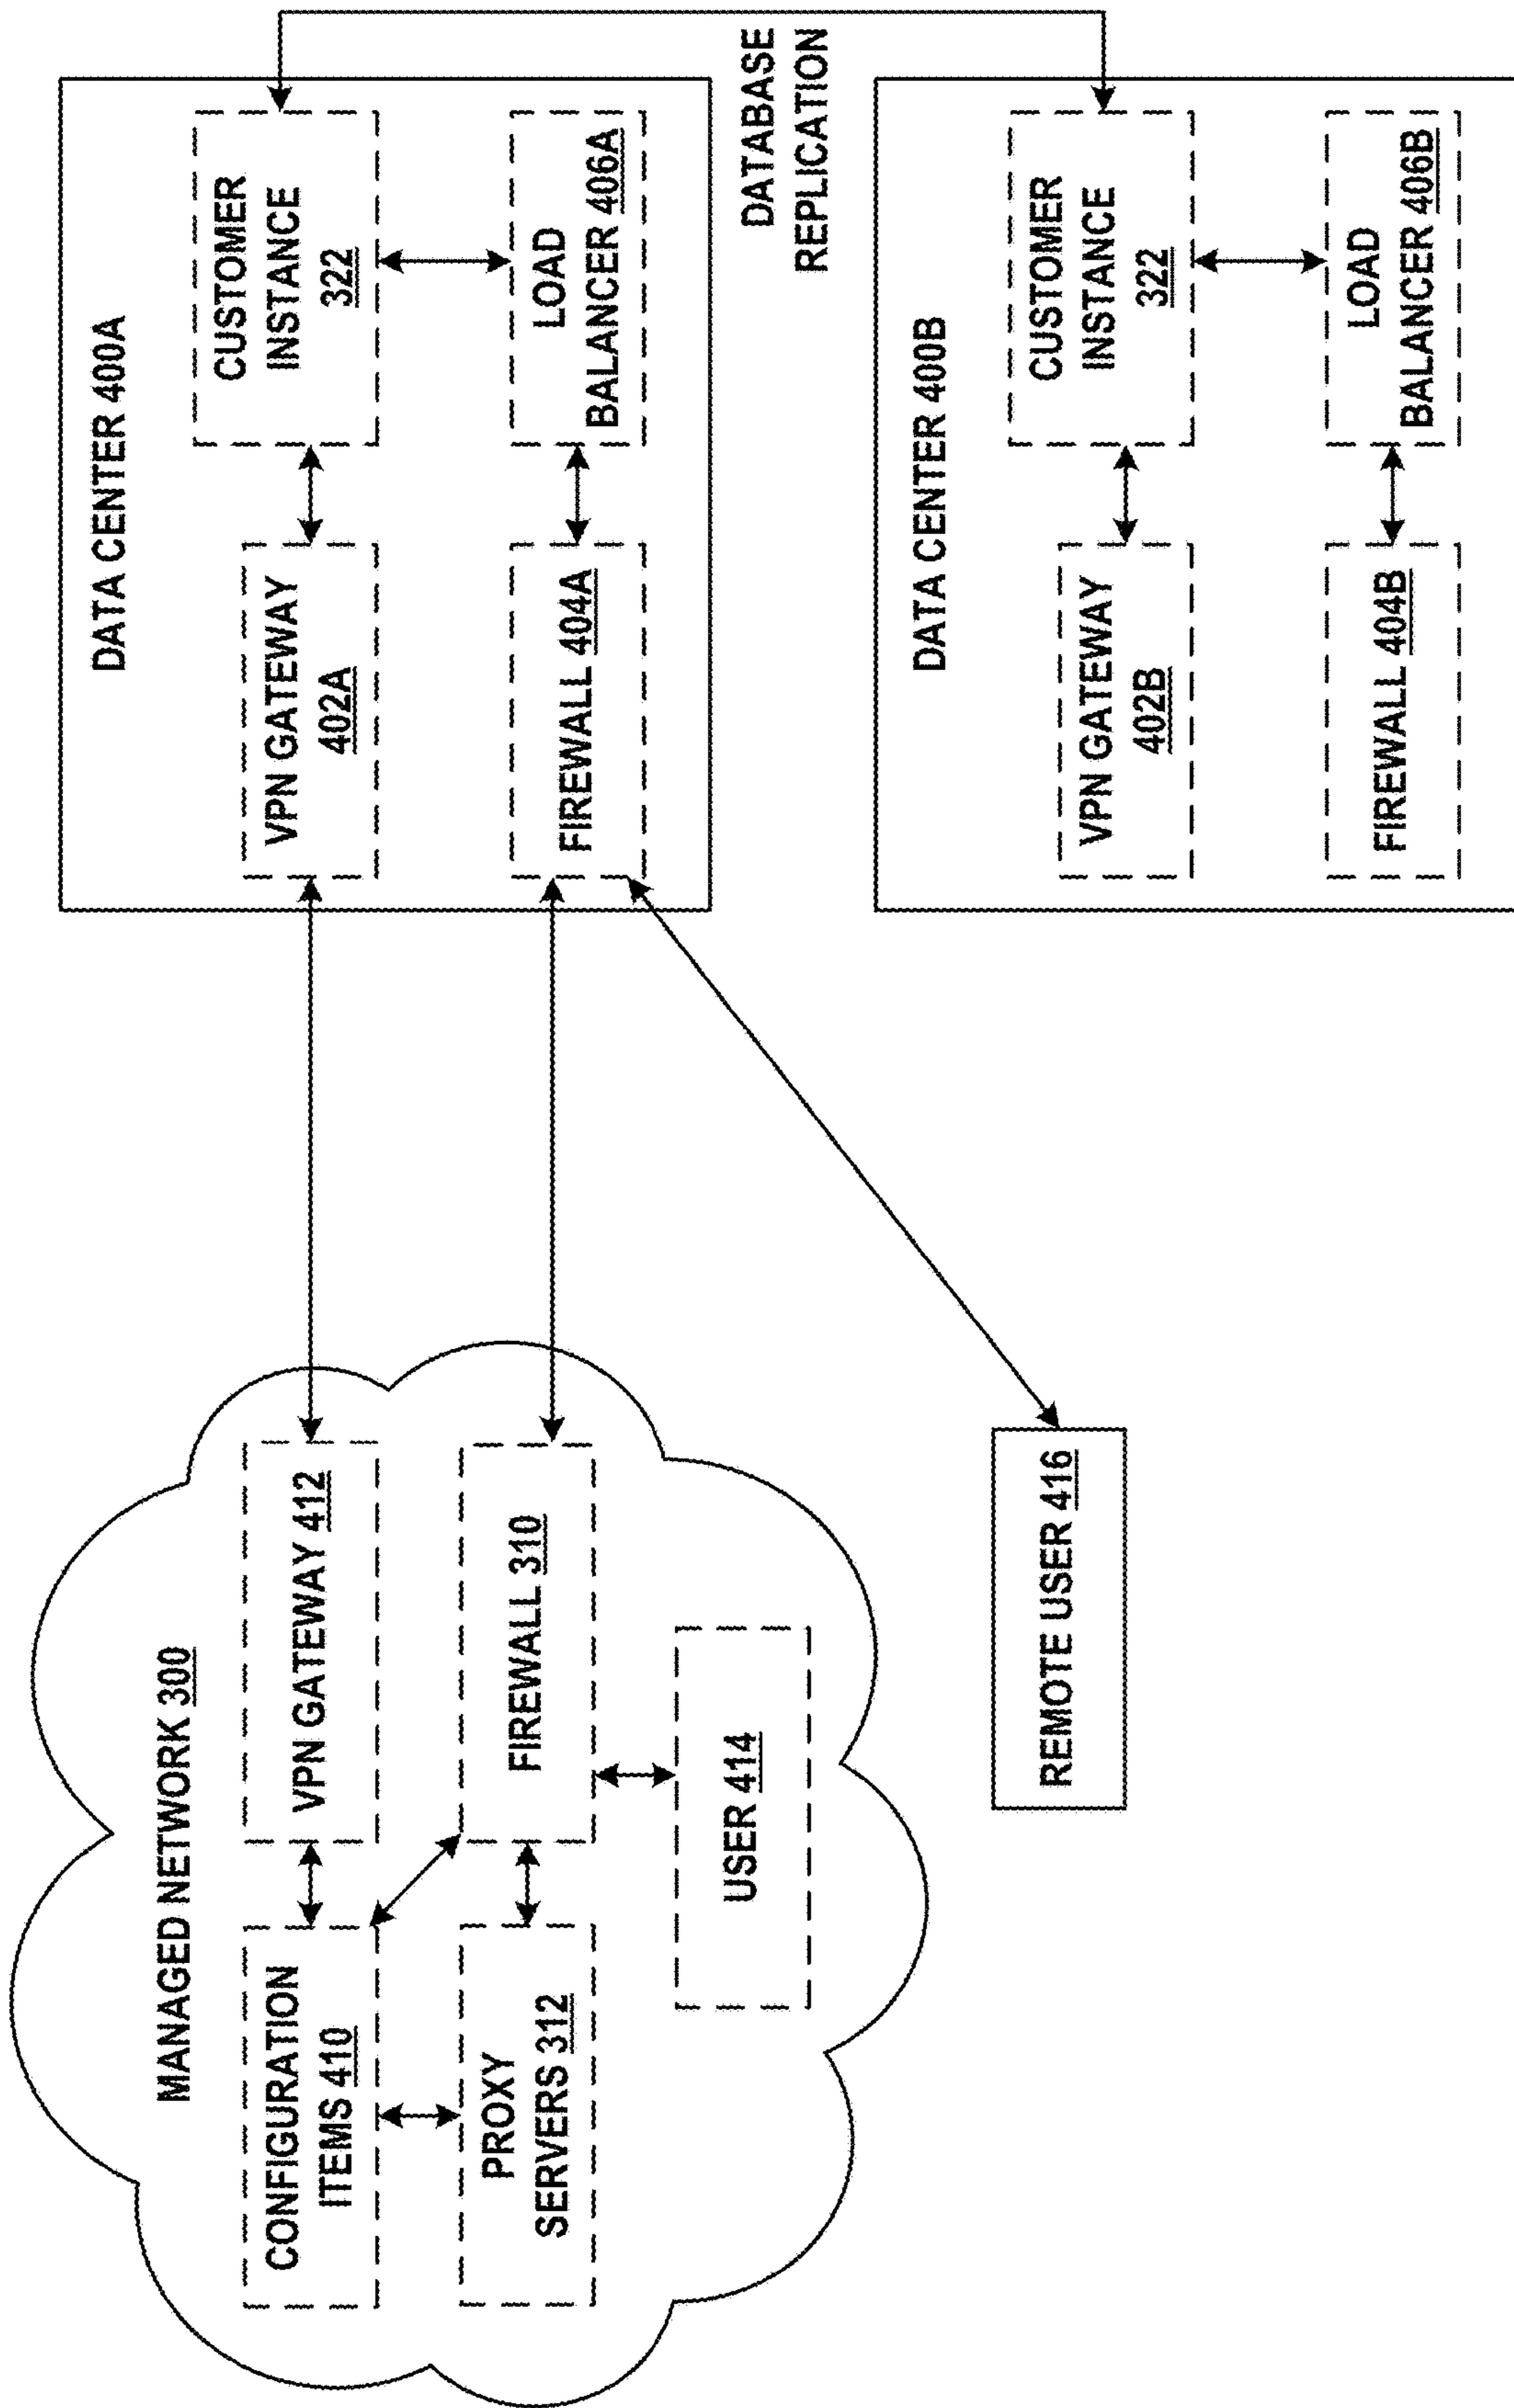 MANAGED NETWORK 300
CONFIGURATION
ITEMS 410
VPN GATEWAY 412
PROXY
SERVERS 312
FIREWALL 310
USER 414
REMOTE USER 416
DATA CENTER 400A
VPN GATEWAY
402A
CUSTOMER
INSTANCE
322
FIREWALL 404A
LOAD
BALANCER 406A
DATABASE
REPLICATION
DATA CENTER 400B
VPN GATEWAY
402B
CUSTOMER
INSTANCE
322
FIREWALL 404B
LOAD
BALANCER 406B